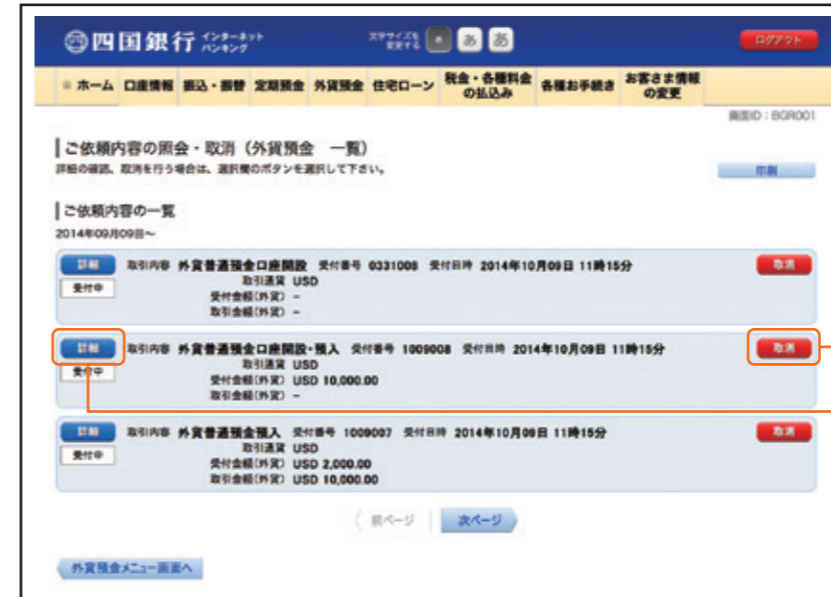 四国銀行 インターネットバンキング 文字サイズを変更する あ あ ログアウト
ホーム 口座情報 振込・振替 定期預金 外貨預金 住宅ローン 税金・各種料金の払込み 各種お手続き お客さま情報の変更
画面ID：BGR001
ご依頼内容の照会・取消（外貨預金　一覧）
詳細の確認、取消を行う場合は、選択欄のボタンを選択して下さい。
印刷
ご依頼内容の一覧
2014年09月09日～
詳細 取引内容 外貨普通預金口座開設 受付番号 0331008 受付日時 2014年10月09日 11時15分 取消
受付中 取引通貨 USD
受付金額（外貨） －
取引金額（外貨） －
詳細 取引内容 外貨普通預金口座開設・預入 受付番号 1009008 受付日時 2014年10月09日 11時15分 取消
受付中 取引通貨 USD
受付金額（外貨） USD 10,000.00
取引金額（外貨） －
詳細 取引内容 外貨普通預金預入 受付番号 1009007 受付日時 2014年10月09日 11時15分 取消
受付中 取引通貨 USD
受付金額（外貨） USD 2,000.00
取引金額（外貨） USD 10,000.00
前ページ 次ページ
外貨預金メニュー画面へ